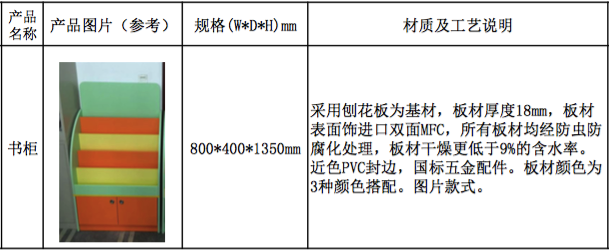 产品名称
产品图片（参考）
规格(W*D*H)mm
材质及工艺说明
书柜
800*400*1350mm
采用刨花板为基材，板材厚度18mm，板材
表面饰进口双面MFC，所有板材均经防虫防
腐化处理，板材干燥更低于9%的含水率。
近色PVC封边，国标五金配件。板材颜色为
3种颜色搭配。图片款式。